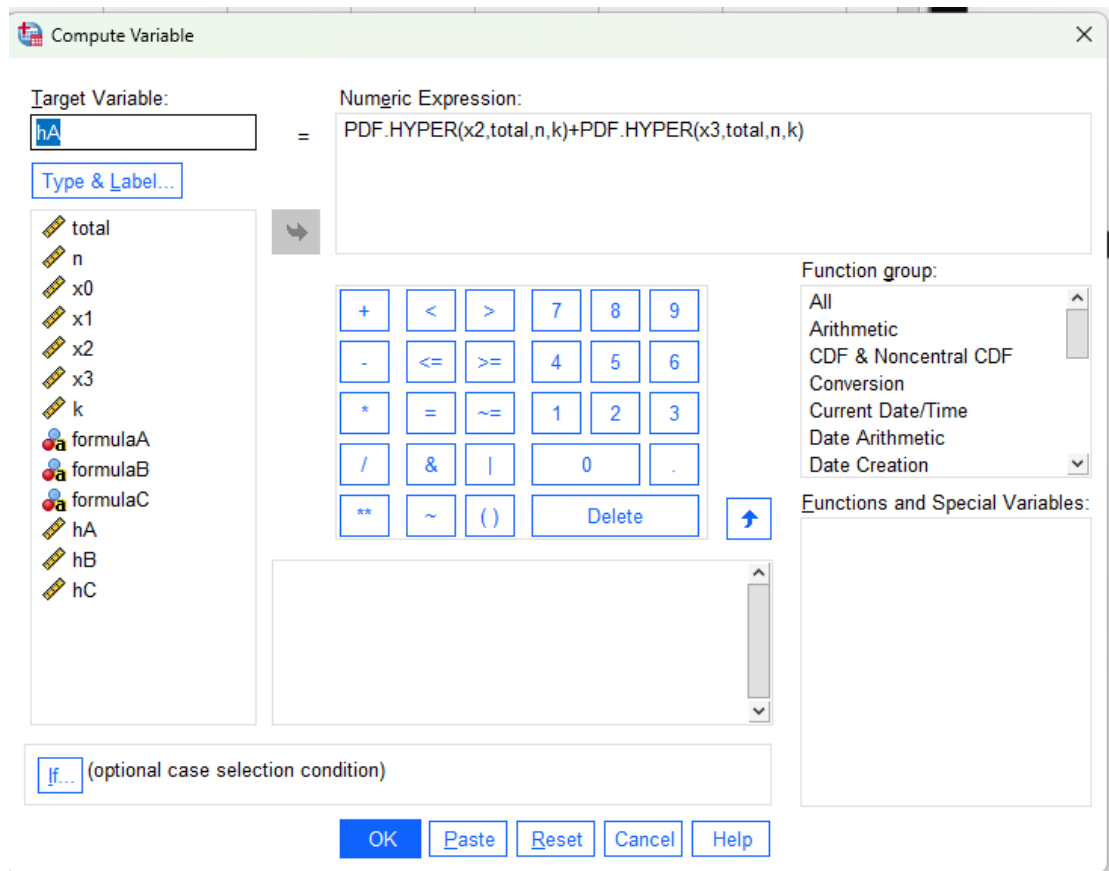 Compute Variable
Target Variable:
hA
=
Numeric Expression:
PDF.HYPER(x2,total,n,k)+PDF.HYPER(x3,total,n,k)
Type & Label...
total
n
x0
x1
x2
x3
k
formulaA
formulaB
formulaC
hA
hB
hC
+ < > 7 8 9
- <= >= 4 5 6
* = ~= 1 2 3
/ & | 0 .
** ~ ( ) Delete
Function group:
All
Arithmetic
CDF & Noncentral CDF
Conversion
Current Date/Time
Date Arithmetic
Date Creation
Functions and Special Variables:
If... (optional case selection condition)
OK Paste Reset Cancel Help